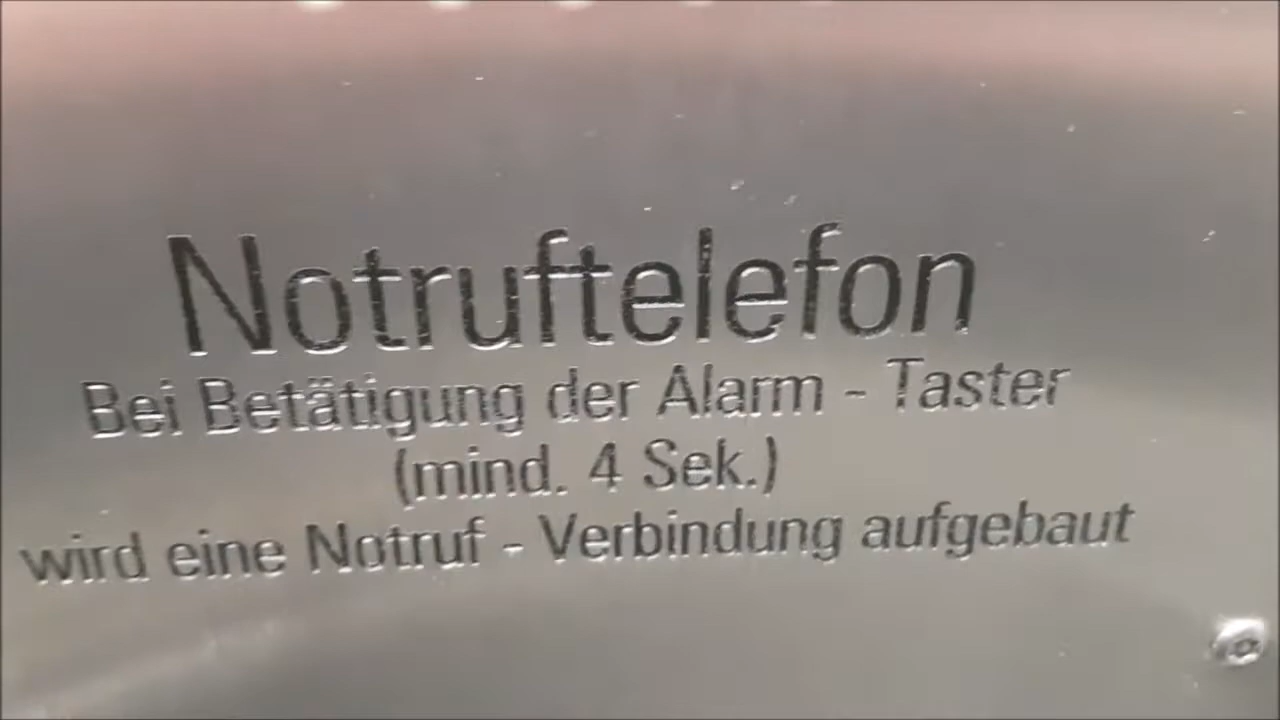 Notruftelefon
Bei Betätigung der Alarm - Taster
(mind. 4 Sek.)
wird eine Notruf - Verbindung aufgebaut